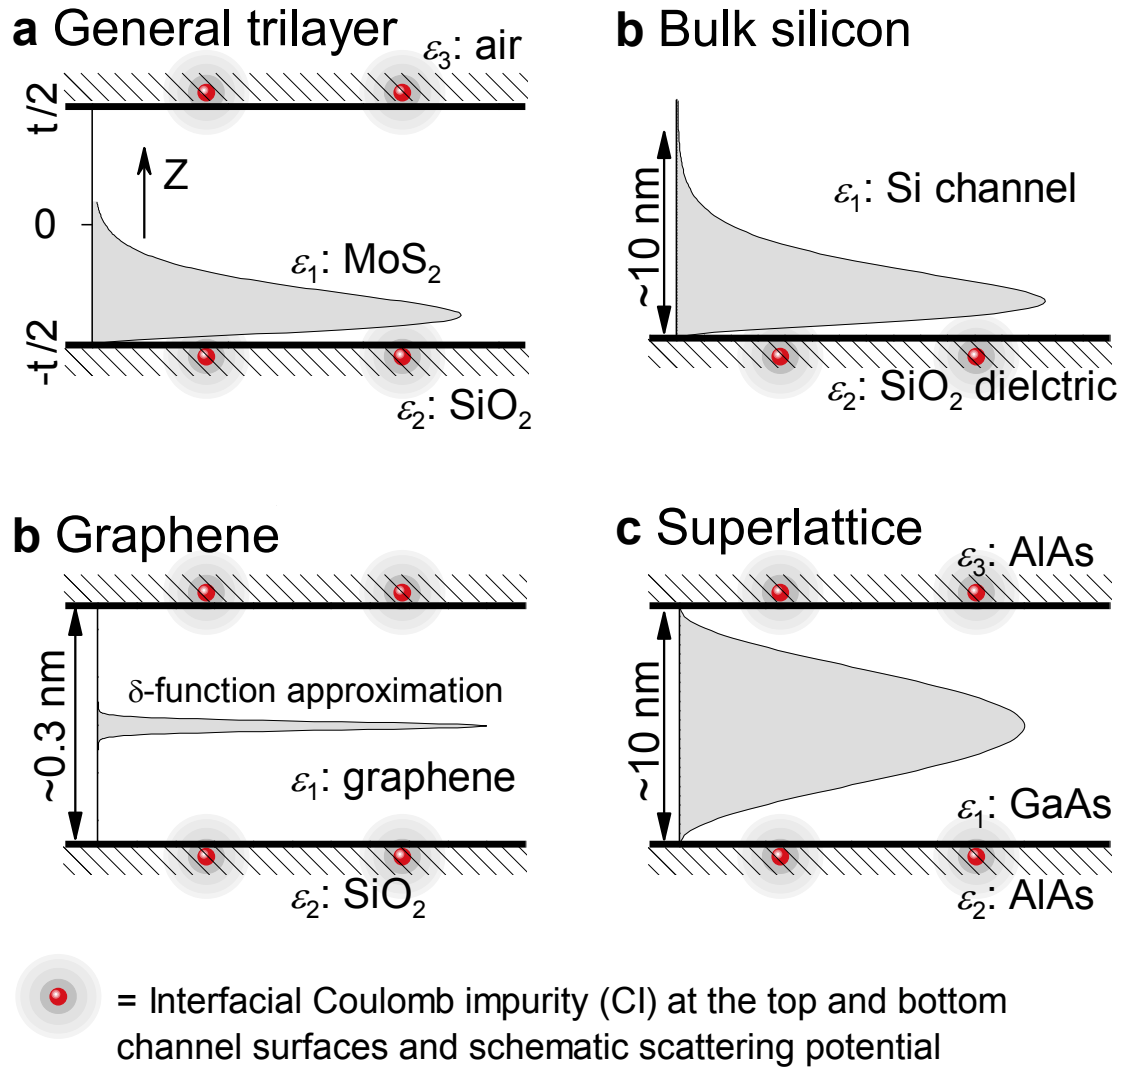 a General trilayer
ε3: air
t/2
Z
0
ε1: MoS2
-t/2
ε2: SiO2
b Bulk silicon
~10 nm
ε1: Si channel
ε2: SiO2 dielctric
b Graphene
~0.3 nm
δ-function approximation
ε1: graphene
ε2: SiO2
c Superlattice
ε3: AlAs
~10 nm
ε1: GaAs
ε2: AlAs
= Interfacial Coulomb impurity (CI) at the top and bottom
channel surfaces and schematic scattering potential